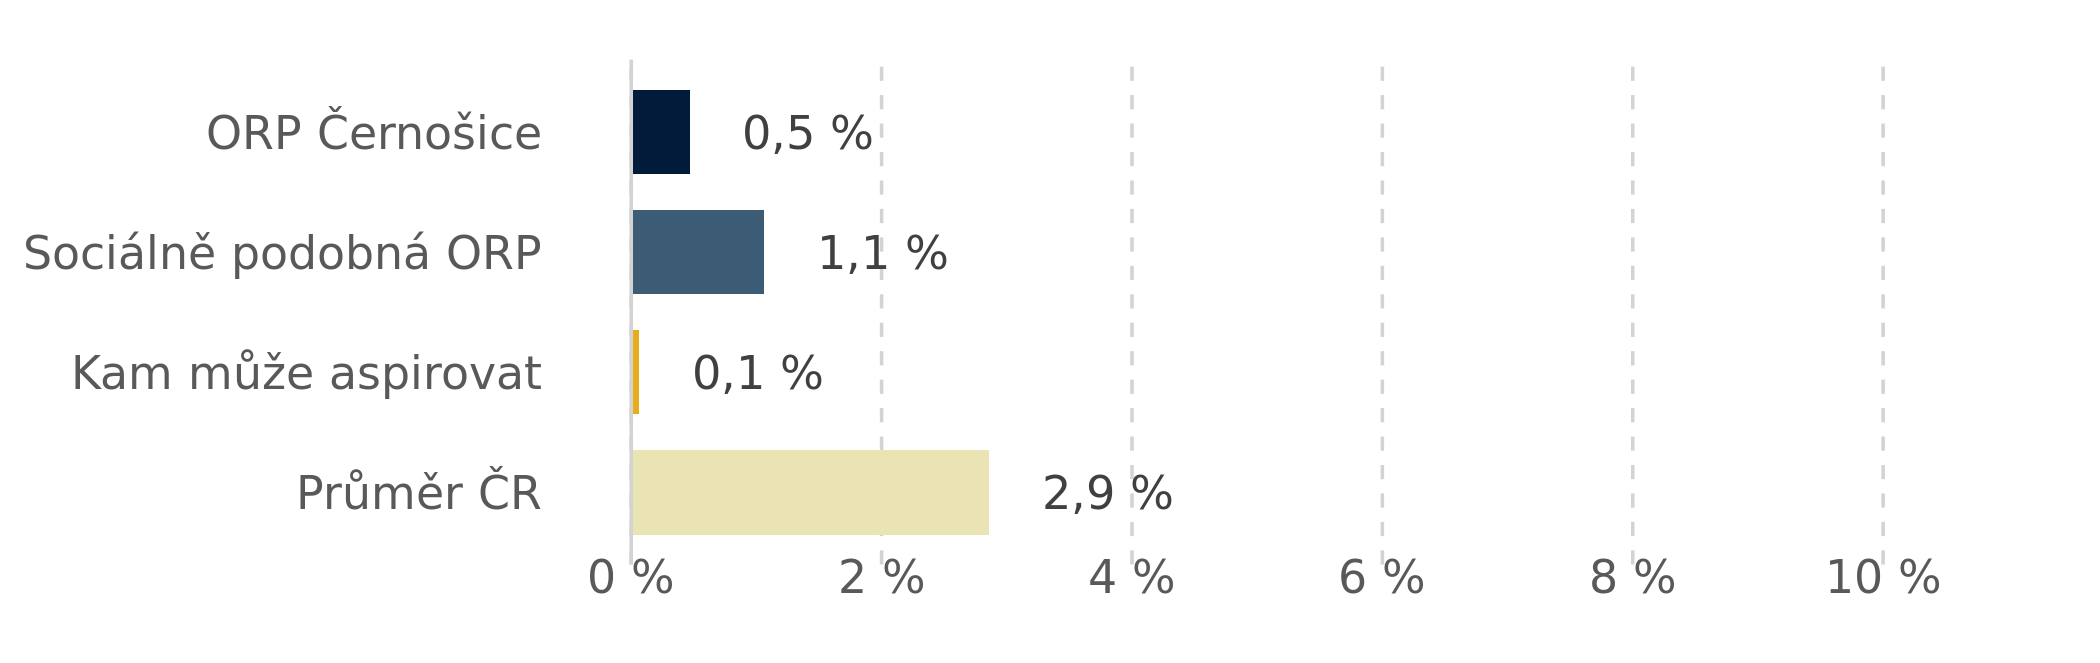 ORP Černošice 0,5 %
Sociálně podobná ORP 1,1 %
Kam může aspirovat 0,1 %
Průměr ČR 2,9 %
0 % 2 % 4 % 6 % 8 % 10 %